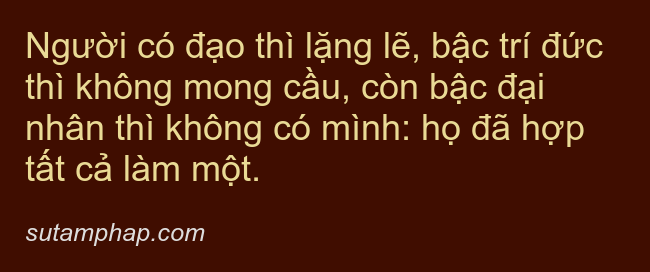 Người có đạo thì lặng lẽ, bậc trí đức
thì không mong cầu, còn bậc đại
nhân thì không có mình: họ đã hợp
tất cả làm một.
sutamphap.com